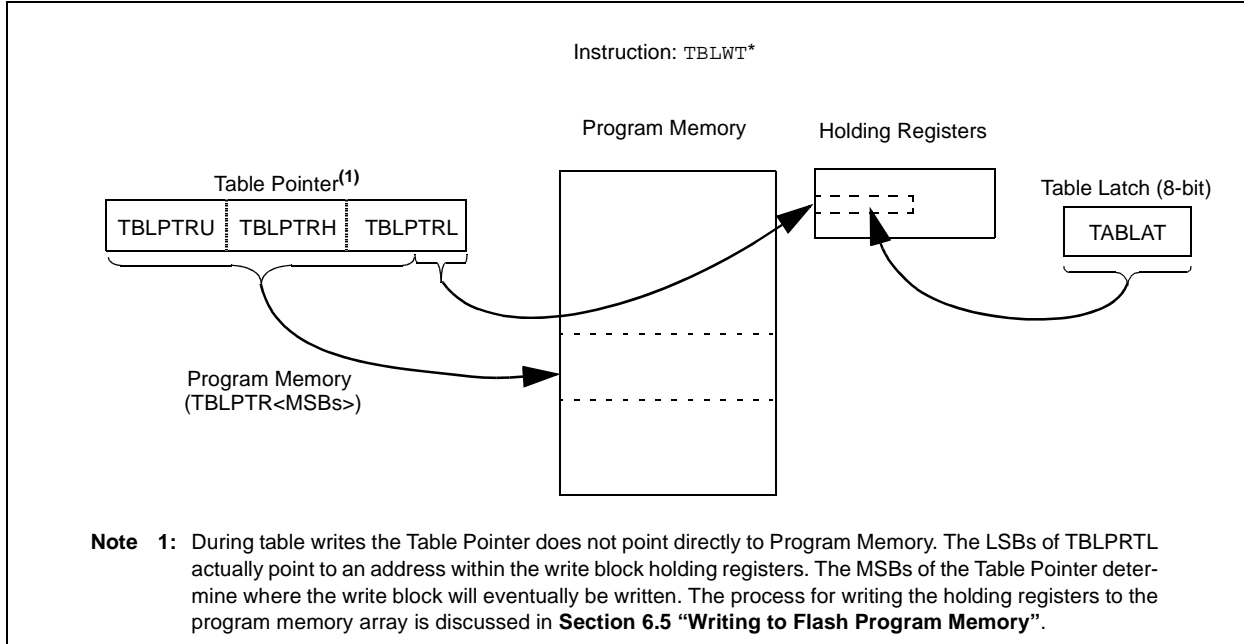 Instruction: TBLWT*
Program Memory
Holding Registers
Table Pointer(1)
Table Latch (8-bit)
TBLPTRU
TBLPTRH
TBLPTRL
TABLAT
Program Memory
(TBLPTR<MSBs>)
Note 1: During table writes the Table Pointer does not point directly to Program Memory. The LSBs of TBLPRTL
actually point to an address within the write block holding registers. The MSBs of the Table Pointer deter-
mine where the write block will eventually be written. The process for writing the holding registers to the
program memory array is discussed in Section 6.5 “Writing to Flash Program Memory”.